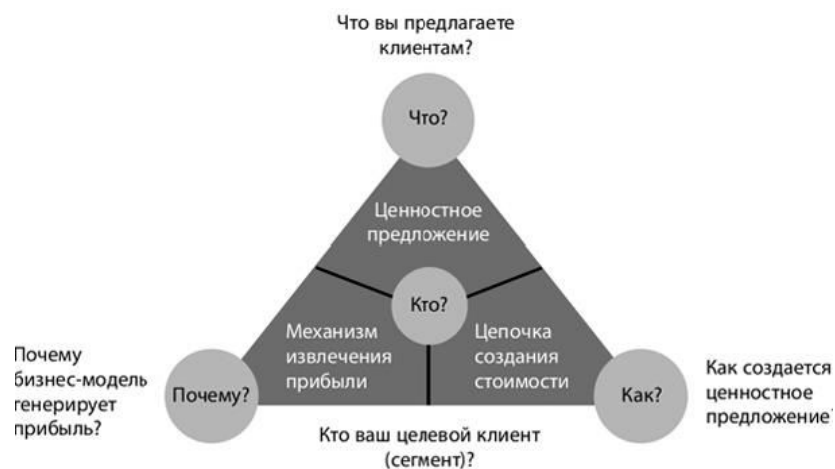 Что вы предлагаете
клиентам?
Что?
Ценностное
предложение
Кто?
Механизм
извлечения
прибыли
Цепочка
создания
стоимости
Почему
бизнес-модель
генерирует
прибыль?
Почему?
Как?
Как создается
ценностное
предложение?
Кто ваш целевой клиент
(сегмент)?